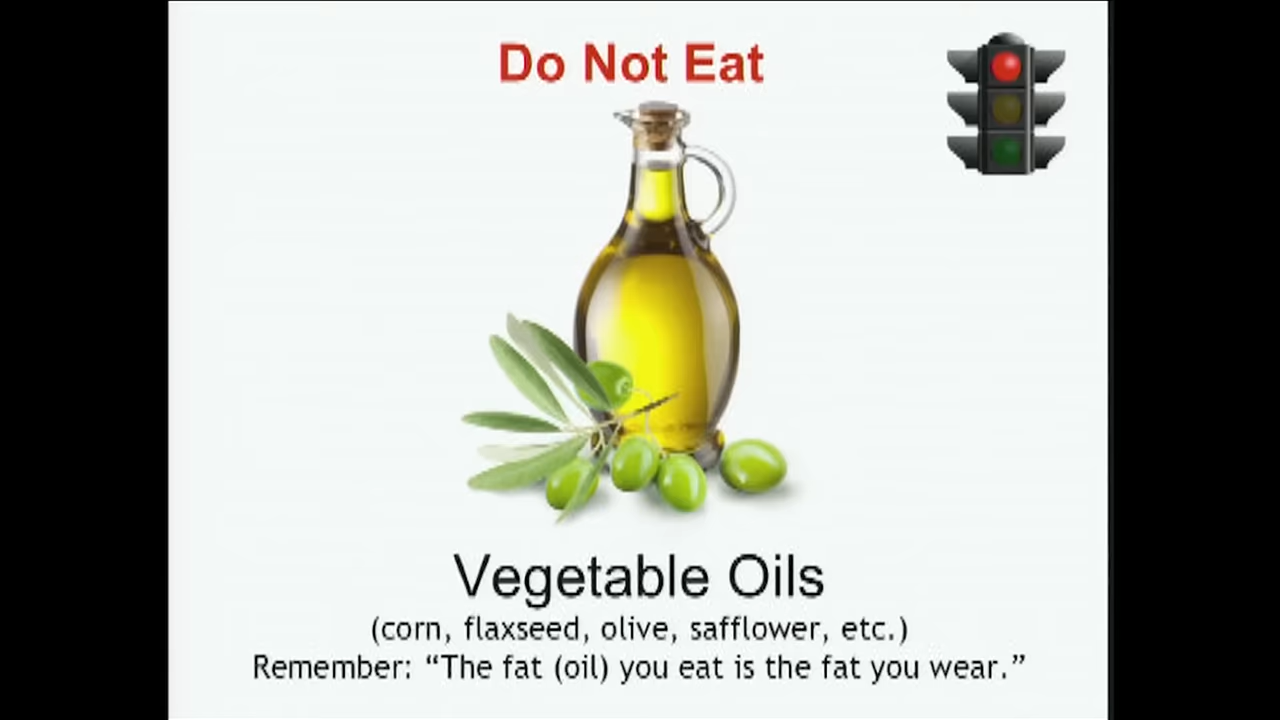 Do Not Eat
Vegetable Oils
(corn, flaxseed, olive, safflower, etc.)
Remember: “The fat (oil) you eat is the fat you wear.”